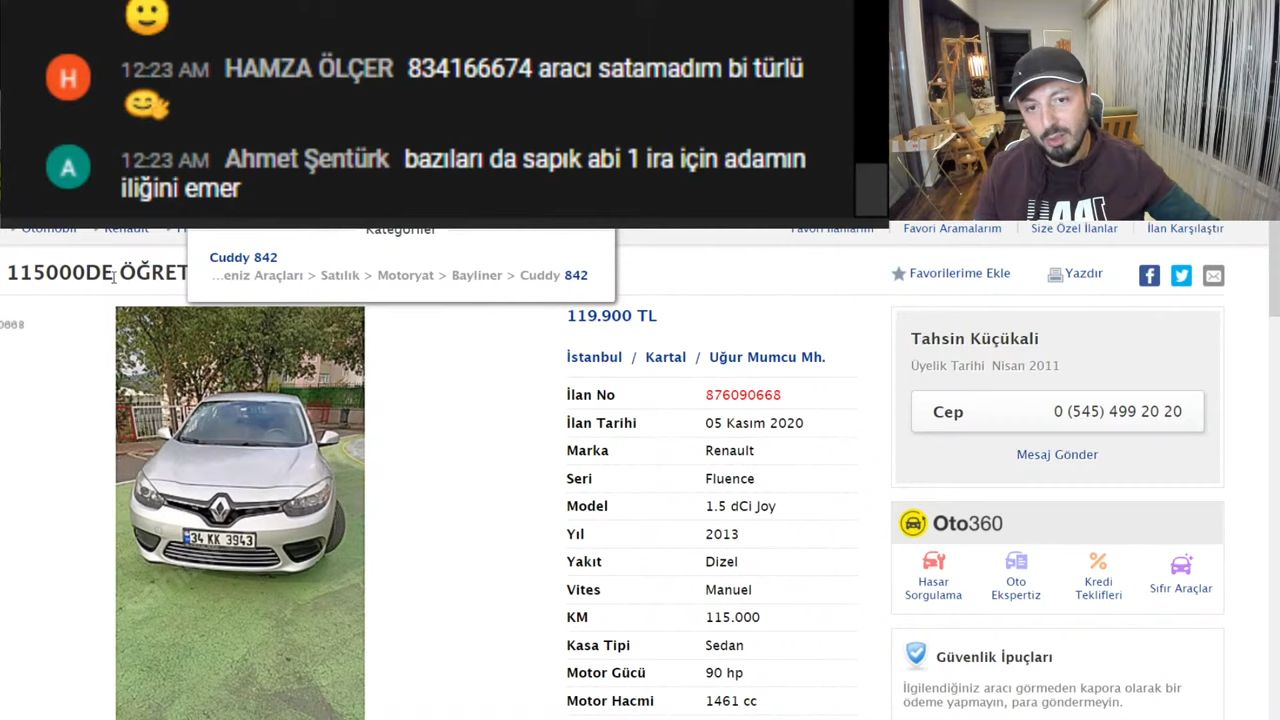 12:23 AM HAMZA ÖLÇER 834166674 aracı satamadım bi türlü
12:23 AM Ahmet Şentürk bazıları da sapık abi 1 ira için adamın
iliğini emer
H
A
Otomobil
Renault
Kategoriler
Favori İlanlarım
Favori Aramalarım
Size Özel İlanlar
İlan Karşılaştır
Cuddy 842
...eniz Araçları > Satılık > Motoryat > Bayliner > Cuddy 842
115000DE ÖĞRET
Favorilerime Ekle
Yazdır
0668
119.900 TL
İstanbul / Kartal / Uğur Mumcu Mh.
İlan No 876090668
İlan Tarihi 05 Kasım 2020
Marka Renault
Seri Fluence
Model 1.5 dCi Joy
Yıl 2013
Yakıt Dizel
Vites Manuel
KM 115.000
Kasa Tipi Sedan
Motor Gücü 90 hp
Motor Hacmi 1461 cc
34 KK 3943
Tahsin Küçükali
Üyelik Tarihi Nisan 2011
Cep 0 (545) 499 20 20
Mesaj Gönder
Oto360
Hasar
Sorgulama
Oto
Ekspertiz
Kredi
Teklifleri
Sıfır Araçlar
Güvenlik İpuçları
İlgilendiğiniz aracı görmeden kapora olarak bir
ödeme yapmayın, para göndermeyin.